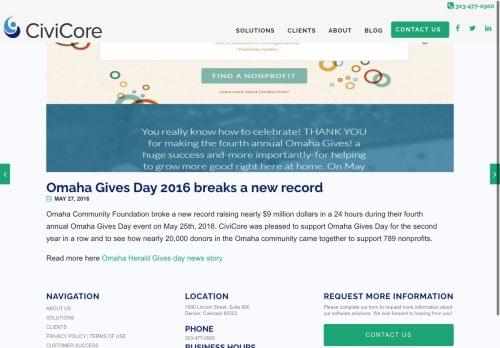 303-477-0900
CiviCore
SOLUTIONS CLIENTS ABOUT BLOG CONTACT US
* Preliminary numbers
FIND A NONPROFIT
Learn more about Omaha Gives!
You really know how to celebrate! THANK YOU
for making the fourth annual Omaha Gives! a
huge success and-more importantly-for helping
to grow more good right here at home. On May
Omaha Gives Day 2016 breaks a new record
MAY 27, 2016
Omaha Community Foundation broke a new record raising nearly $9 million dollars in a 24 hours during their fourth
annual Omaha Gives Day event on May 25th, 2016. CiviCore was pleased to support Omaha Gives Day for the second
year in a row and to see how nearly 20,000 donors in the Omaha community came together to support 789 nonprofits.
Read more here Omaha Herald Gives day news story
NAVIGATION
ABOUT US
SOLUTIONS
CLIENTS
PRIVACY POLICY | TERMS OF USE
CUSTOMER SUCCESS
LOCATION
1580 Lincoln Street, Suite 600
Denver, Colorado 80203
PHONE
303-477-0900
BUSINESS HOURS
REQUEST MORE INFORMATION
Please complete our form to request more information about
our software solutions. We look forward to hearing from you!
CONTACT US